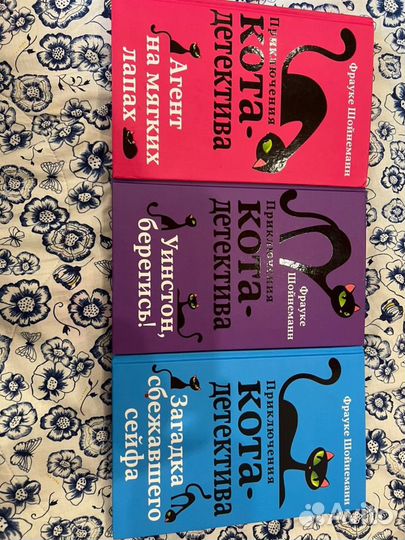 Фрауке Шойнеманн
Приключения
КОТА-
детектива
Агент
на мягких
лапах
Фрауке
Шойнеманн
Приключения
КОТА-
детектива
Уинстон,
берегись!
Фрауке Шойнеманн
Приключения
КОТА-
детектива
Загадка
сбежавшего
сейфа
Avito